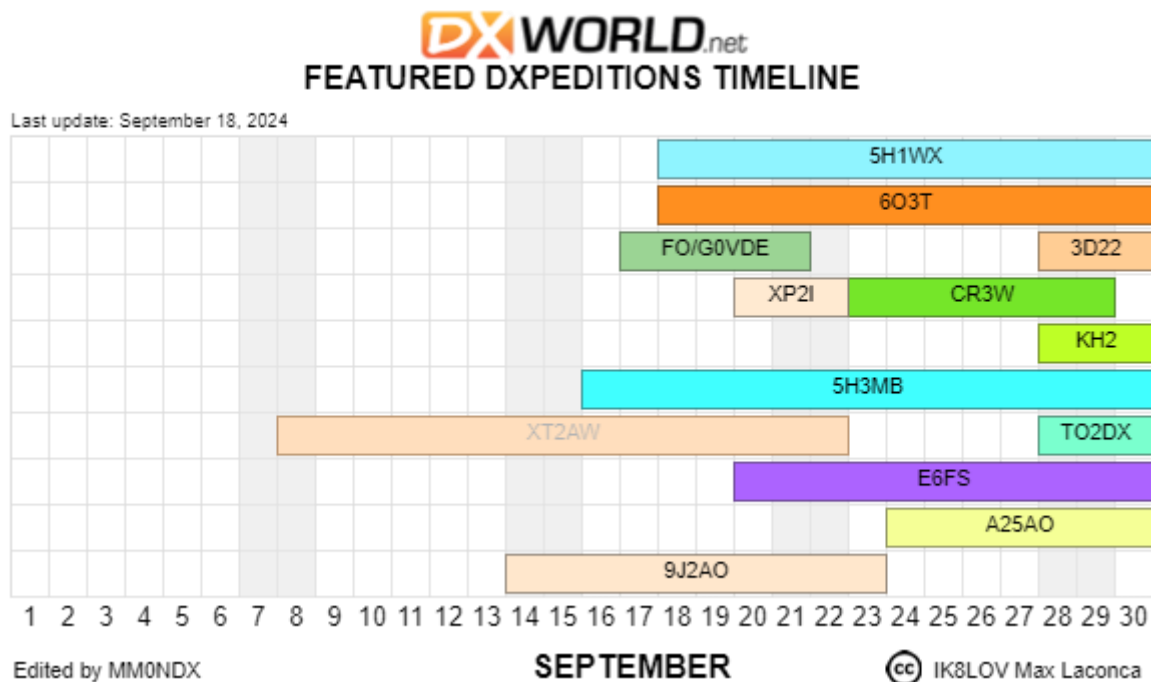 DX WORLD.net
FEATURED DXPEDITIONS TIMELINE
Last update: September 18, 2024
5H1WX
6O3T
FO/G0VDE 3D22
XP2I CR3W
KH2
5H3MB
XT2AW TO2DX
E6FS
A25AO
9J2AO
1 2 3 4 5 6 7 8 9 10 11 12 13 14 15 16 17 18 19 20 21 22 23 24 25 26 27 28 29 30
Edited by MM0NDX SEPTEMBER cc IK8LOV Max Laconca